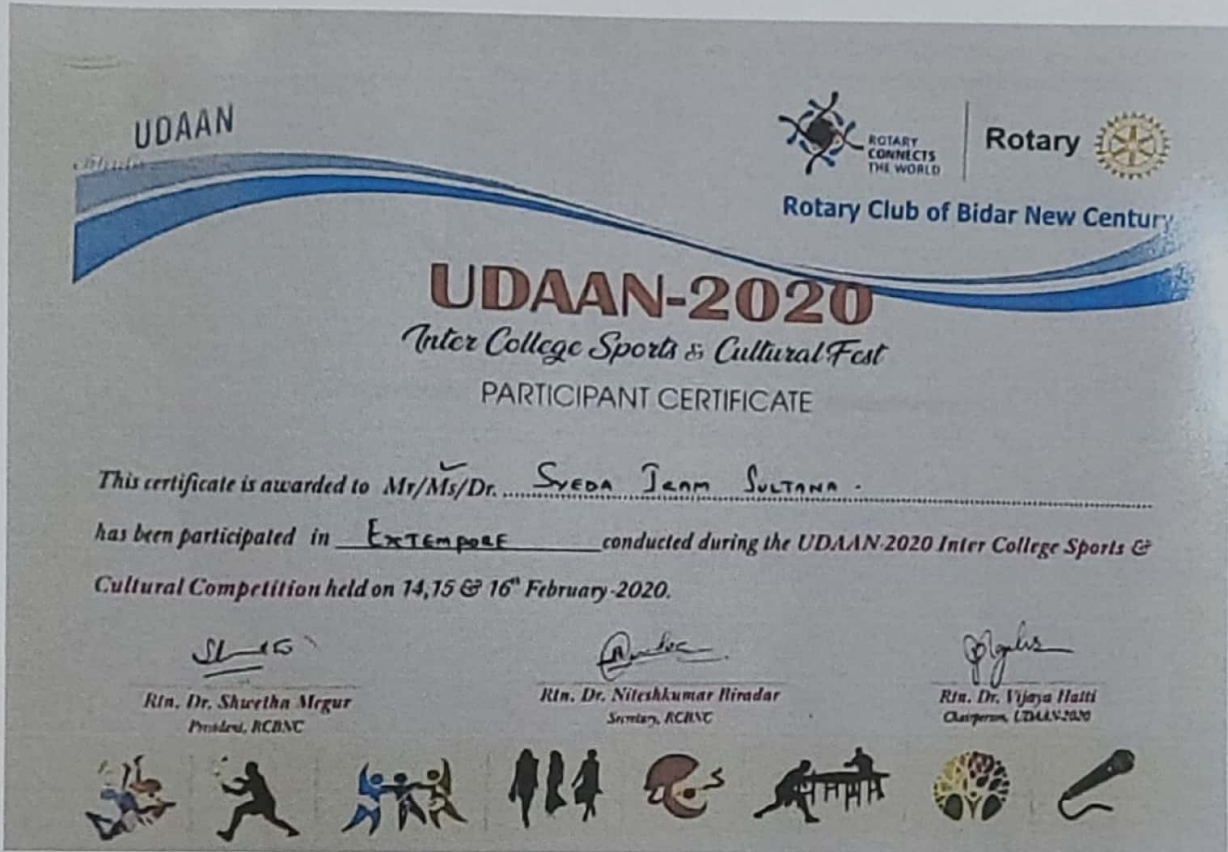 UDAAN
ROTARY
CONNECTS
THE WORLD
Rotary
Rotary Club of Bidar New Century
UDAAN-2020
Inter College Sports & Cultural Fest
PARTICIPANT CERTIFICATE
This certificate is awarded to Mr/Ms/Dr. SYEDA IRAM SULTANA.
has been participated in EXTEMPORE conducted during the UDAAN-2020 Inter College Sports &
Cultural Competition held on 14,15 & 16th February-2020.
Rtn. Dr. Shwetha Megur
President, RCBNC
Rtn. Dr. Niteshkumar Biradar
Secretary, RCBNC
Rtn. Dr. Vijaya Hatti
Chairperson, UDAAN-2020